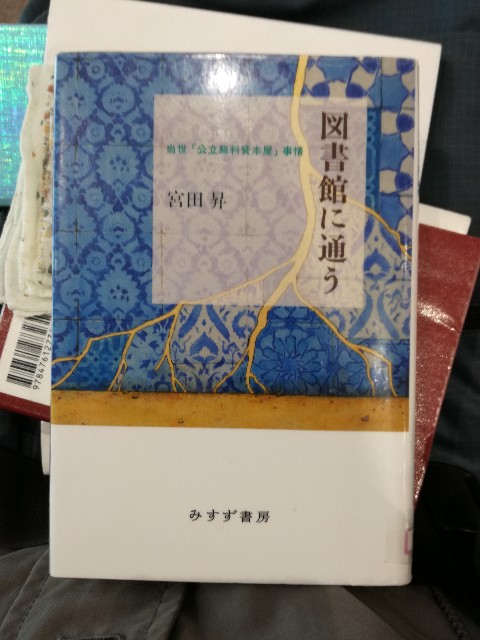 図書館に通う
当世「公立無料貸本屋」事情
宮田 昇
みすず書房